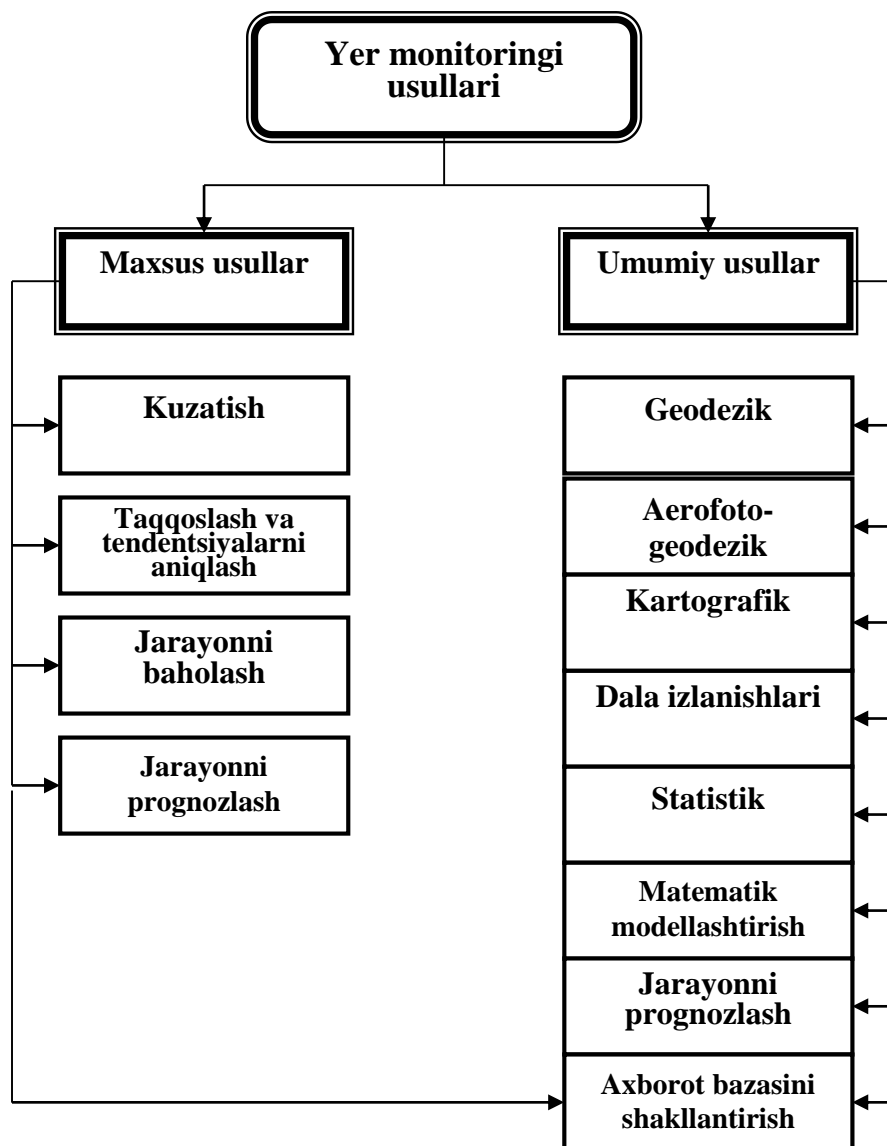 Yer monitoringi
usullari
Maxsus usullar
Umumiy usullar
Kuzatish
Taqqoslash va
tendentsiyalarni
aniqlash
Jarayonni
baholash
Jarayonni
prognozlash
Geodezik
Aerofoto-
geodezik
Kartografik
Dala izlanishlari
Statistik
Matematik
modellashtirish
Jarayonni
prognozlash
Axborot bazasini
shakllantirish